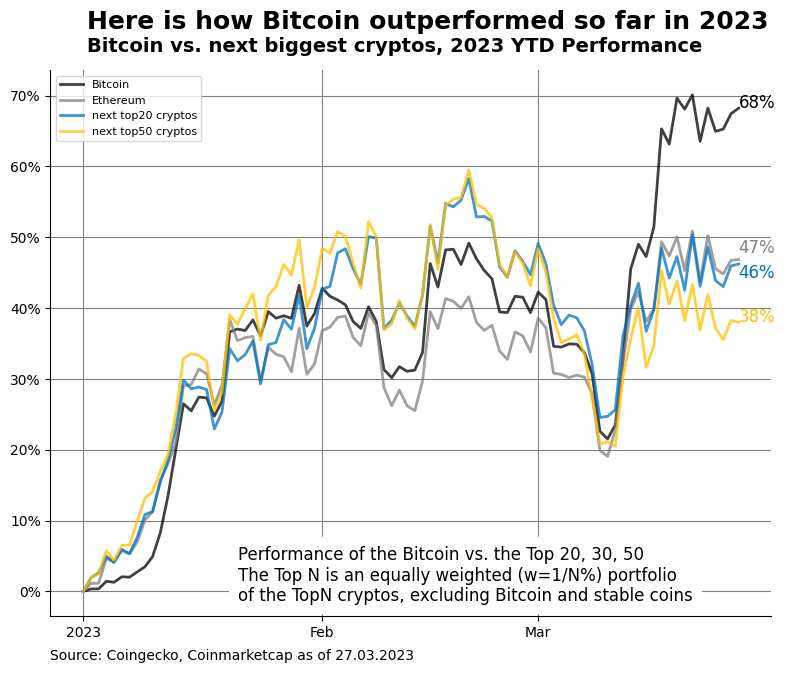 Here is how Bitcoin outperformed so far in 2023
Bitcoin vs. next biggest cryptos, 2023 YTD Performance
Bitcoin
Ethereum
next top20 cryptos
next top50 cryptos
70%
60%
50%
40%
30%
20%
10%
0%
68%
47%
46%
38%
Performance of the Bitcoin vs. the Top 20, 30, 50
The Top N is an equally weighted (w=1/N%) portfolio
of the TopN cryptos, excluding Bitcoin and stable coins
2023
Feb
Mar
Source: Coingecko, Coinmarketcap as of 27.03.2023